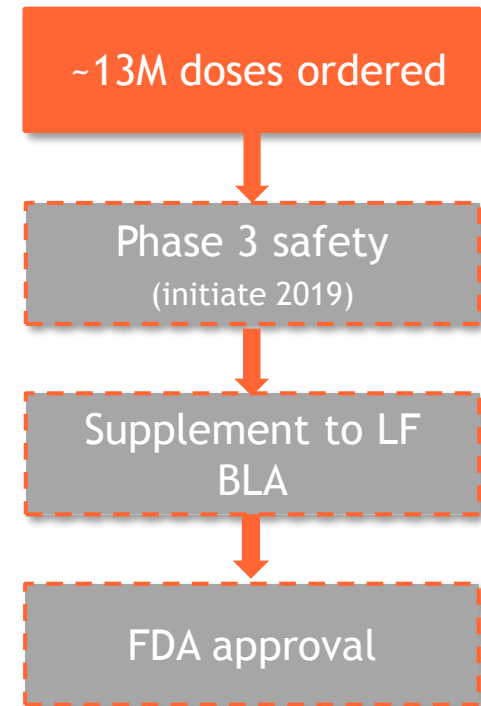 ~13M doses ordered
Phase 3 safety
(initiate 2019)
Supplement to LF
BLA
FDA approval